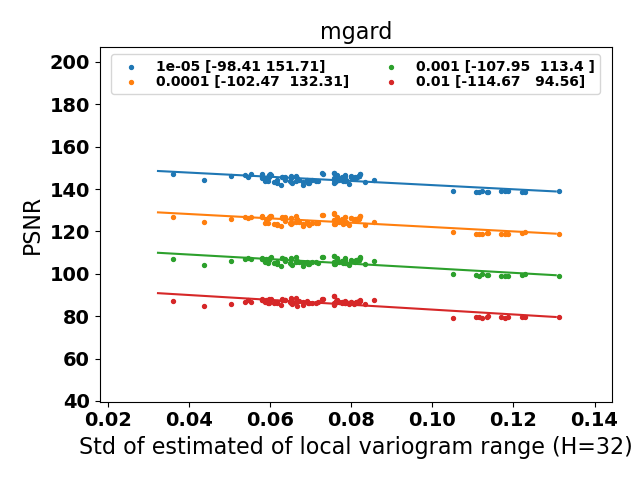 mgard
1e-05 [-98.41 151.71]
0.0001 [-102.47  132.31]
0.001 [-107.95  113.4 ]
0.01 [-114.67   94.56]
PSNR
200
180
160
140
120
100
80
60
40
0.02 0.04 0.06 0.08 0.10 0.12 0.14
Std of estimated of local variogram range (H=32)